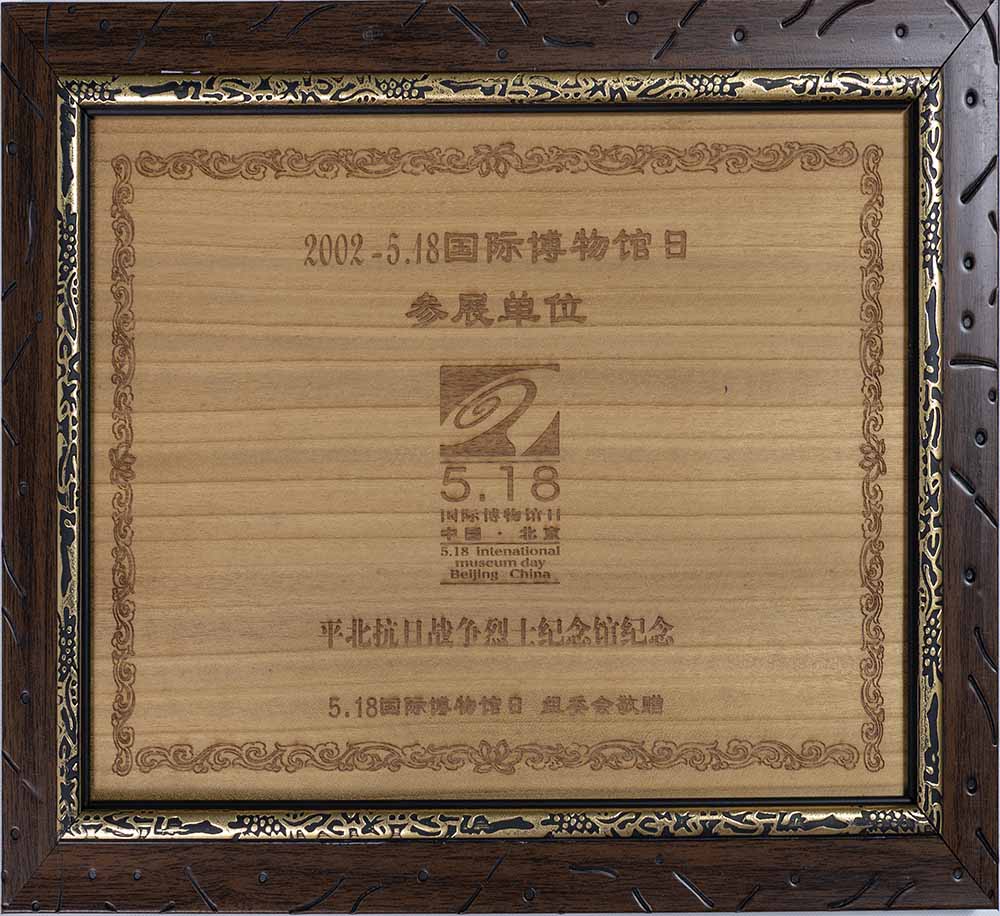 2002-5.18国际博物馆日
参展单位
5.18
国际博物馆日
中国·北京
5.18 intenational
museum day
Beijing China
平北抗日战争烈士纪念馆纪念
5.18国际博物馆日 组委会敬赠